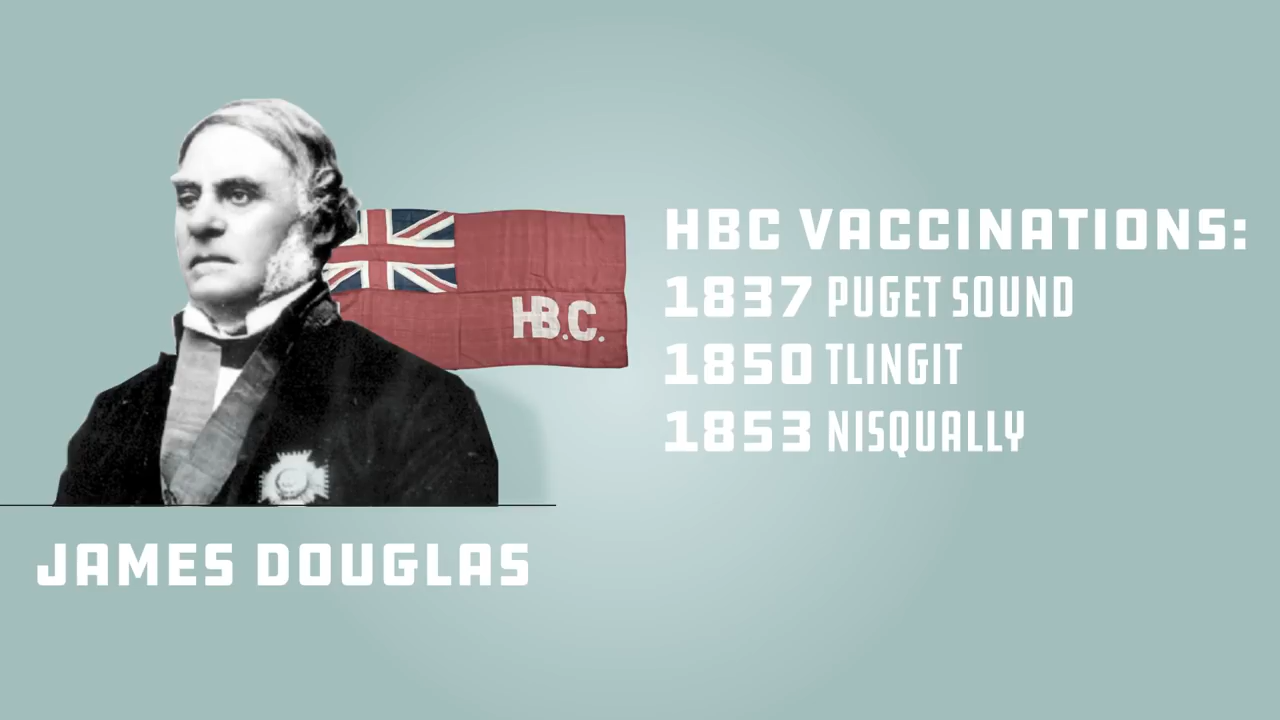 HBC VACCINATIONS:
1837 PUGET SOUND
H.B.C.
1850 TLINGIT
1853 NISQUALLY
JAMES DOUGLAS